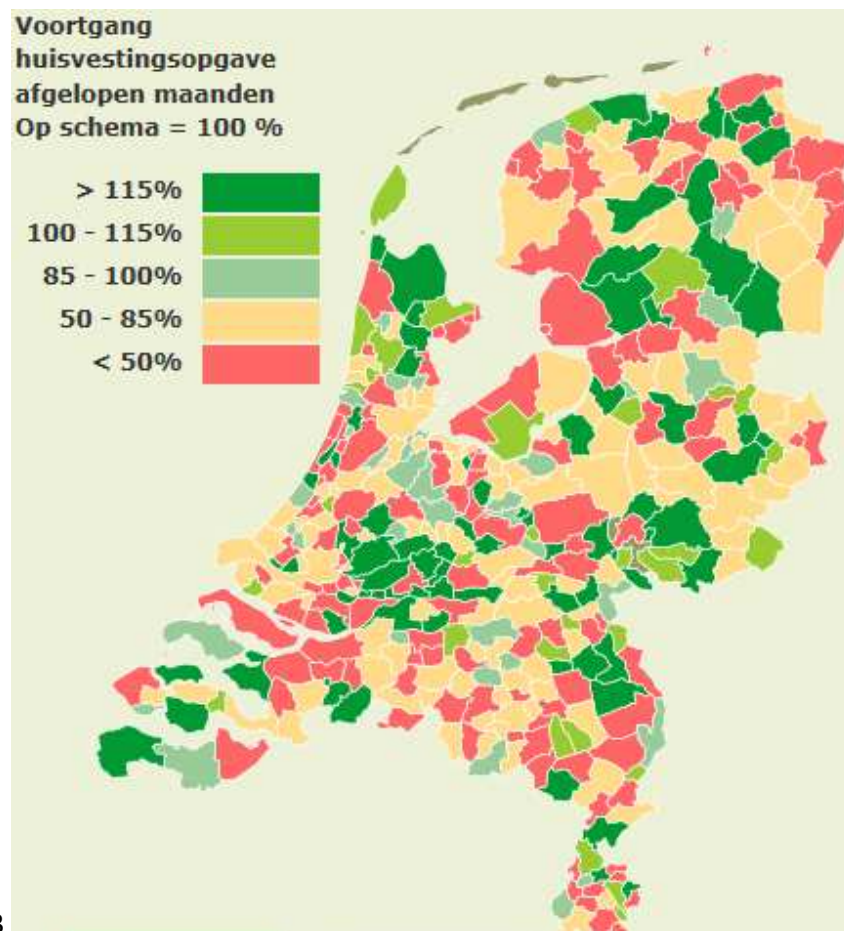 Voortgang
huisvestingsopgave
afgelopen maanden
Op schema = 100 %
> 115%
100 - 115%
85 - 100%
50 - 85%
< 50%